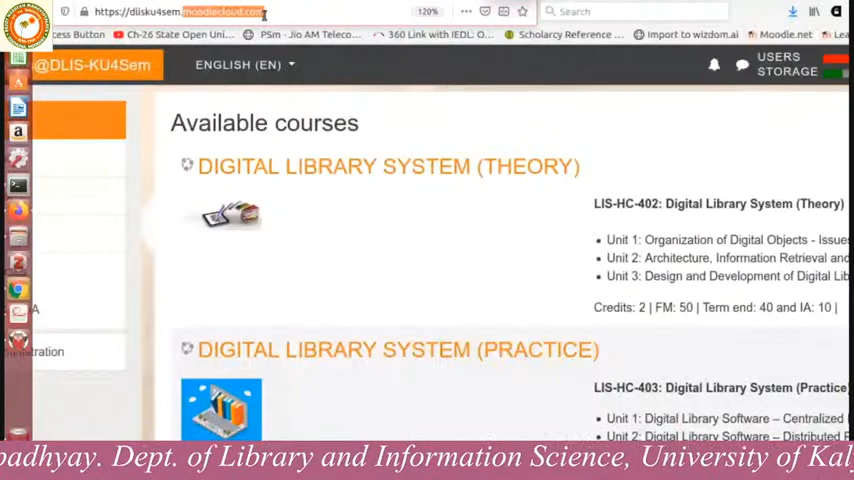 https://dlisku4sem.moodlecloud.com
120%
Search
cess Button
Ch-26 State Open Uni...
PSm - Jio AM Teleco...
360 Link with IEDL: O...
Scholarcy Reference ...
Import to wizdom.ai
Moodle.net
Lea
@DLIS-KU4Sem
ENGLISH (EN)
USERS
STORAGE
Available courses
DIGITAL LIBRARY SYSTEM (THEORY)
LIS-HC-402: Digital Library System (Theory)
Unit 1: Organization of Digital Objects - Issues
Unit 2: Architecture, Information Retrieval and
Unit 3: Design and Development of Digital Lib
Credits: 2 | FM: 50 | Term end: 40 and IA: 10 |
A
DIGITAL LIBRARY SYSTEM (PRACTICE)
nistration
LIS-HC-403: Digital Library System (Practice)
Unit 1: Digital Library Software – Centralized
Unit 2: Digital Library Software – Distributed
padhyay. Dept. of Library and Information Science, University of Kaly